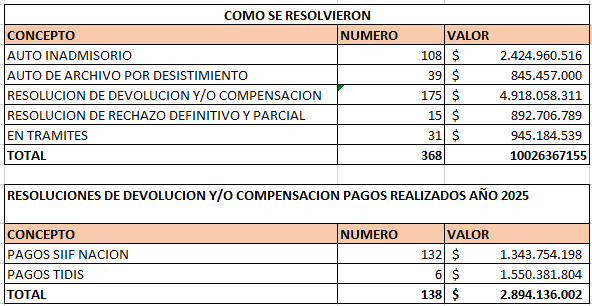 COMO SE RESOLVIERON
CONCEPTO NUMERO VALOR
AUTO INADMISORIO 108 $ 2.424.960.516
AUTO DE ARCHIVO POR DESISTIMIENTO 39 $ 845.457.000
RESOLUCION DE DEVOLUCION Y/O COMPENSACION 175 $ 4.918.058.311
RESOLUCION DE RECHAZO DEFINITIVO Y PARCIAL 15 $ 892.706.789
EN TRAMITES 31 $ 945.184.539
TOTAL 368 10026367155
RESOLUCIONES DE DEVOLUCION Y/O COMPENSACION PAGOS REALIZADOS AÑO 2025
CONCEPTO NUMERO VALOR
PAGOS SIIF NACION 132 $ 1.343.754.198
PAGOS TIDIS 6 $ 1.550.381.804
TOTAL 138 $ 2.894.136.002